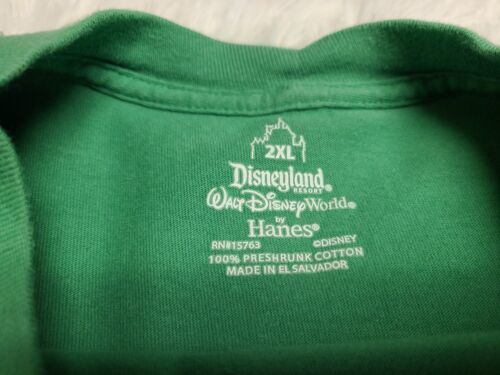 2XL
Disneyland®
RESORT
Walt Disney World®
by
Hanes®
RN#15763 ©DISNEY
100% PRESHRUNK COTTON
MADE IN EL SALVADOR